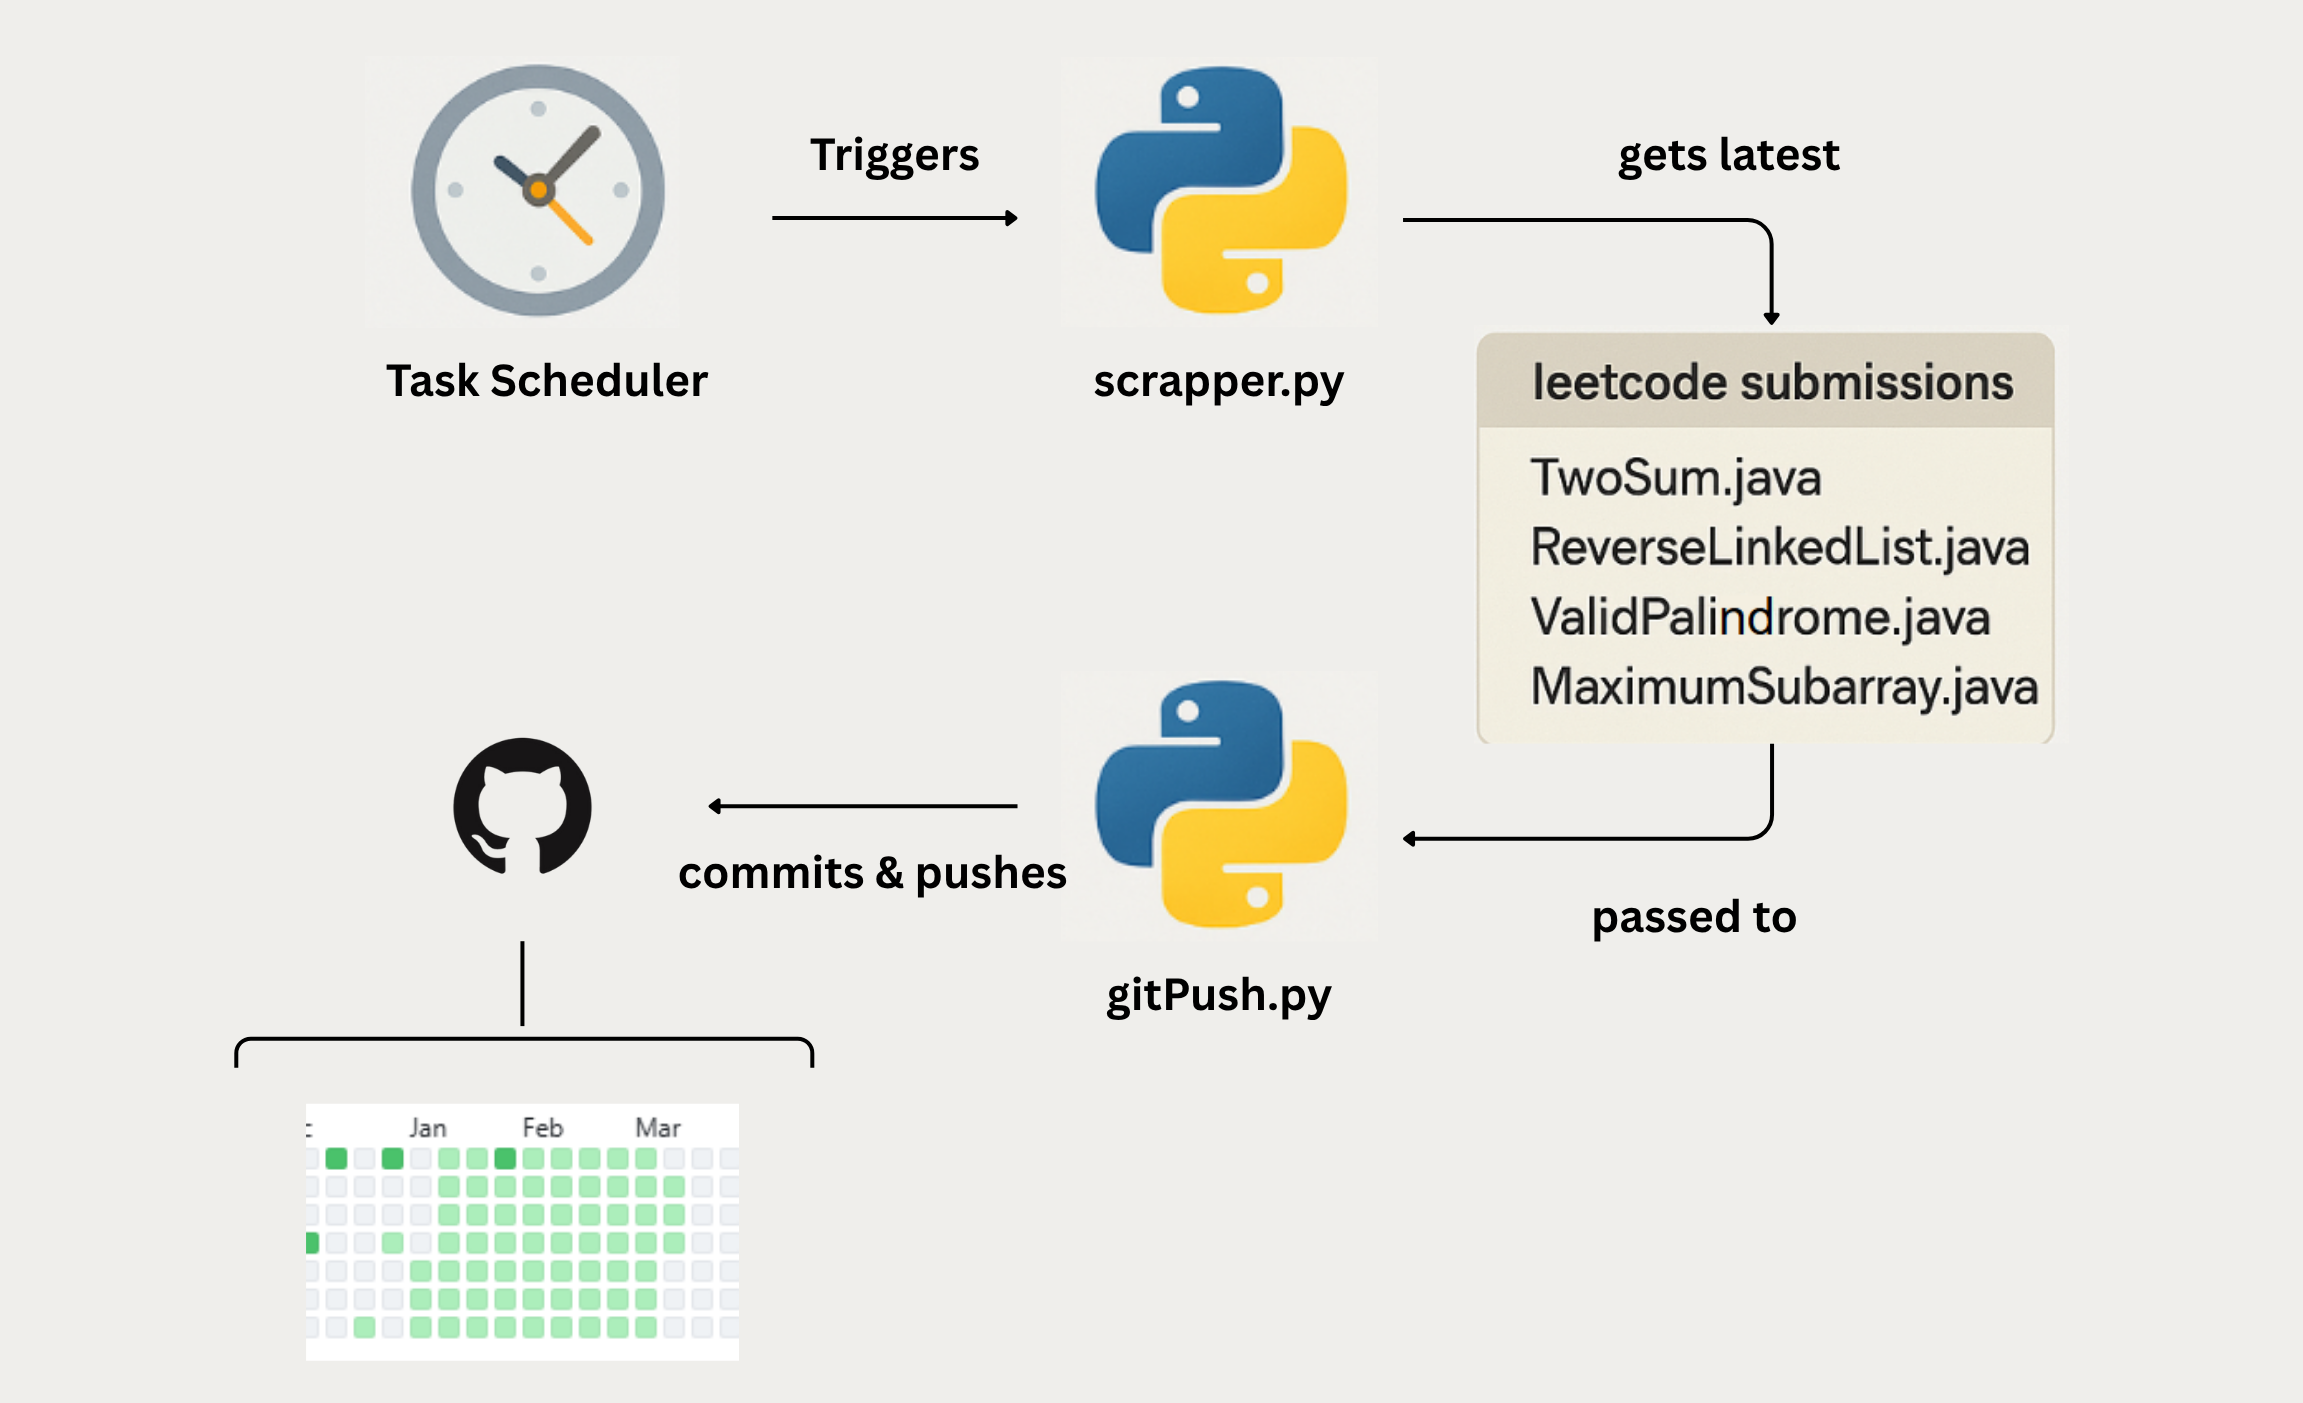 Triggers
gets latest
Task Scheduler
scrapper.py
leetcode submissions
TwoSum.java
ReverseLinkedList.java
ValidPalindrome.java
MaximumSubarray.java
commits & pushes
passed to
gitPush.py
Jan Feb Mar